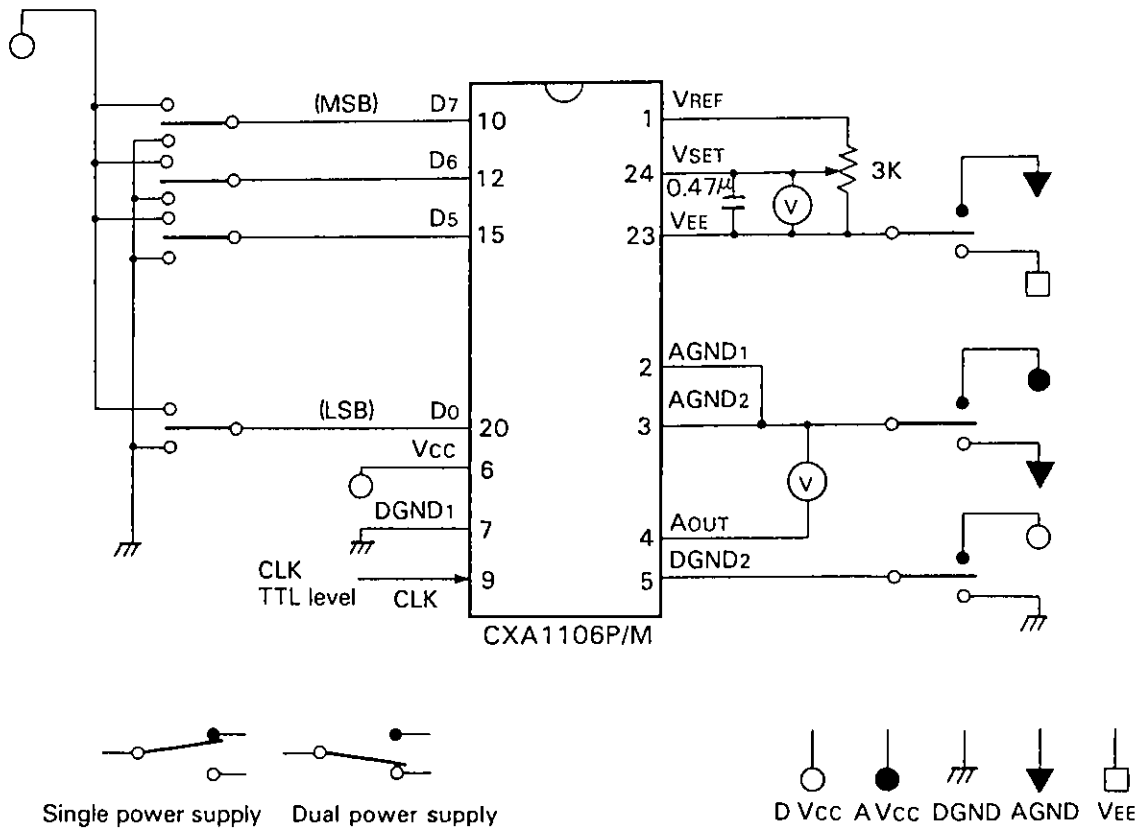 (MSB) D7
10
D6
12
D5
15
(LSB) D0
20
VCC
6
DGND1
7
CLK
TTL level
CLK
9
1
VREF
24
VSET
0.47μ
V
3K
23
VEE
2
AGND1
3
AGND2
V
4
AOUT
5
DGND2
CXA1106P/M
Single power supply
Dual power supply
D VCC
A VCC
DGND
AGND
VEE